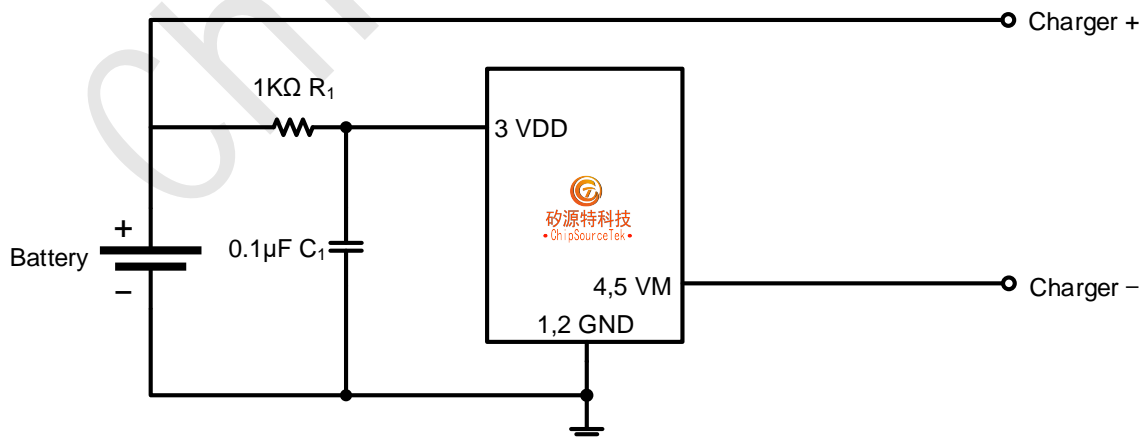 Charger +
1KΩ R1
3 VDD
矽源特科技
•ChipSourceTek•
+
Battery
0.1µF C1
−
4,5 VM
Charger −
1,2 GND